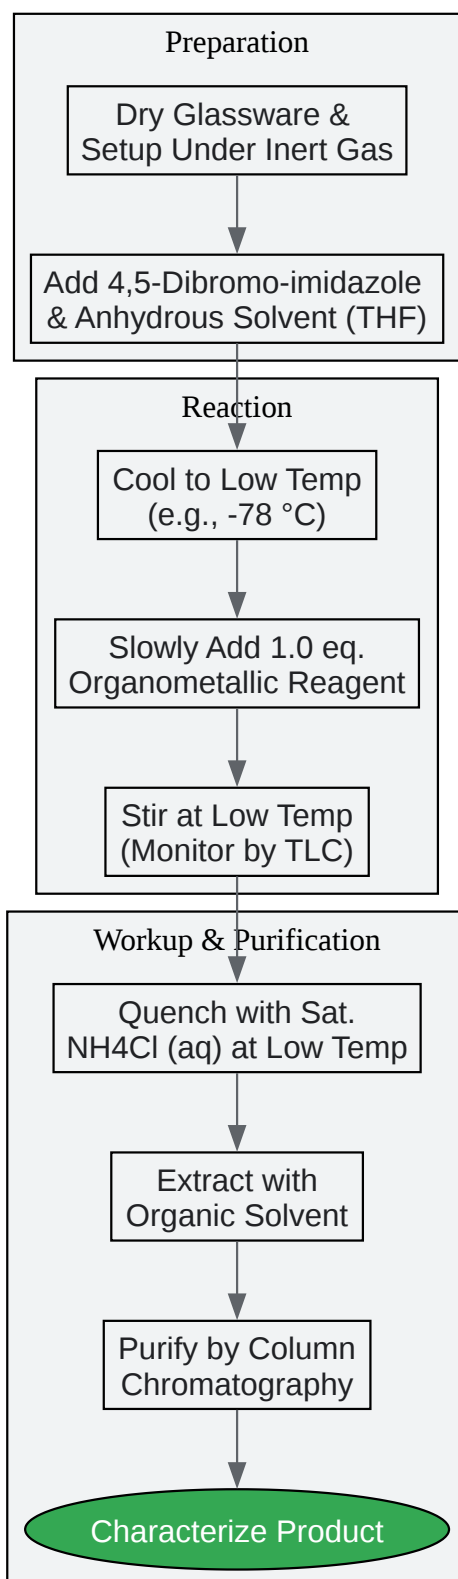 Preparation
Dry Glassware &
Setup Under Inert Gas
Add 4,5-Dibromo-imidazole
& Anhydrous Solvent (THF)
Reaction
Cool to Low Temp
(e.g., -78 °C)
Slowly Add 1.0 eq.
Organometallic Reagent
Stir at Low Temp
(Monitor by TLC)
Workup & Purification
Quench with Sat.
NH4Cl (aq) at Low Temp
Extract with
Organic Solvent
Purify by Column
Chromatography
Characterize Product